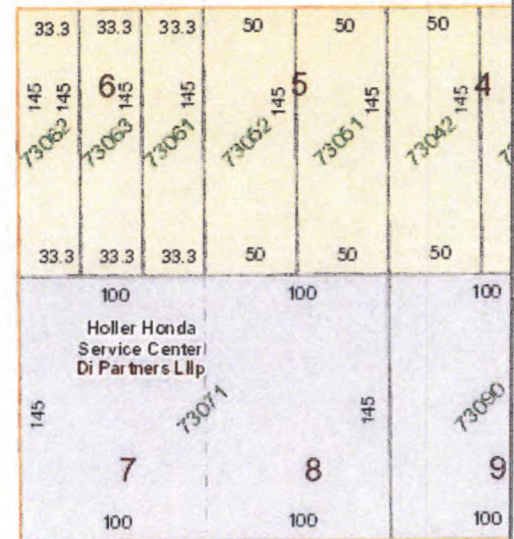 33.3 33.3 33.3 50 50 50
6 5 4
145 145 145 145 145 145 145
73062 73063 73061 73052 73051 73042
33.3 33.3 33.3 50 50 50
100 100 100
Holler Honda
Service Center
Di Partners Lllp
145 73071 145 73090
7 8 9
100 100 100